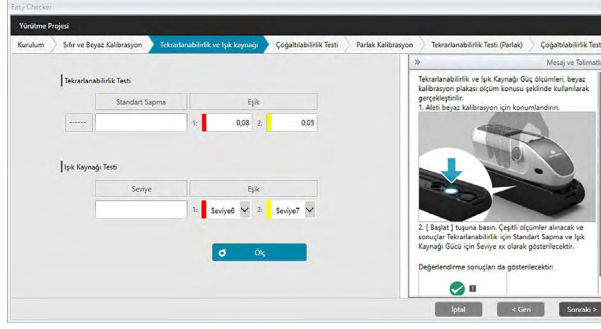 Easy Checker
Yürütme Projesi
Kurulum
Sıfır ve Beyaz Kalibrasyon
Tekrarlanabilirlik ve Işık kaynağı
Çoğaltılabilirlik Testi
Parlak Kalibrasyon
Tekrarlanabilirlik Testi (Parlak)
Çoğaltılabilirlik Testi
Tekrarlanabilirlik Testi
Standart Sapma
Eşik
------
1:
0,08
2:
0,05
Işık Kaynağı Testi
Seviye
Eşik
1:
Seviye6
2:
Seviye7
Ölç
»
Mesaj ve Talimatla
Tekrarlanabilirlik ve Işık Kaynağı Güç ölçümleri, beyaz
kalibrasyon plakası ölçüm konusu şeklinde kullanılarak
gerçekleştirilir.
1. Aleti beyaz kalibrasyon için konumlandırın.
2. [ Başlat ] tuşuna basın. Çeşitli ölçümler alınacak ve
sonuçlar Tekrarlanabilirlik için Standart Sapma ve Işık
Kaynağı Gücü için Seviye xx olarak gösterilecektir.
Değerlendirme sonuçları da gösterilecektir:
1
İptal
< Geri
Sonraki >